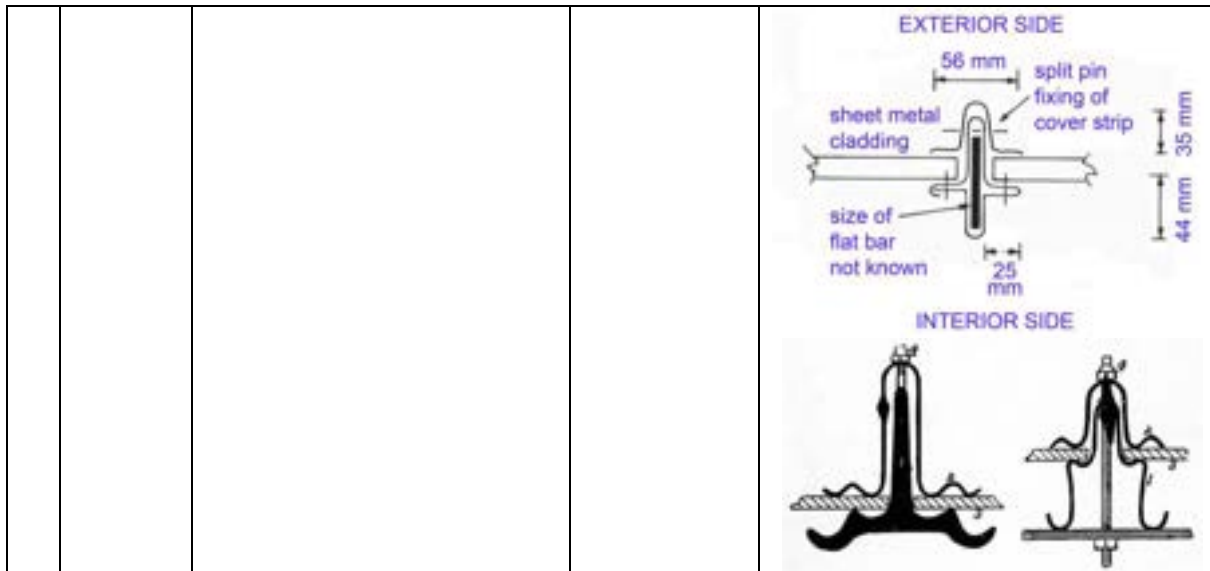 EXTERIOR SIDE
56 mm
split pin
fixing of
cover strip
sheet metal
cladding
35 mm
44 mm
size of
flat bar
not known
25
mm
INTERIOR SIDE